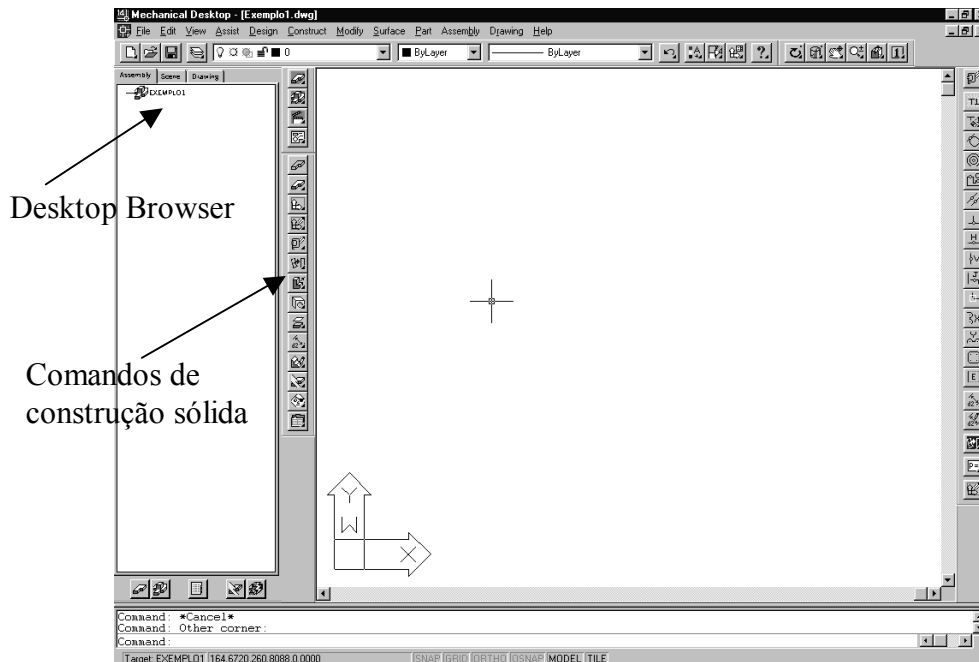 Mechanical Desktop - [Exemplo1.dwg]
File Edit View Assist Design Construct Modify Surface Part Assembly Drawing Help
0 ByLayer ByLayer
Assembly Scene Drawing
EXEMPLO1
Desktop Browser
Comandos de
construção sólida
Y
W
X
Command: *Cancel*
Command: Other corner:
Command:
Target: EXEMPLO1 164.6720,260.8088,0.0000 SNAP GRID ORTHO OSNAP MODEL TILE